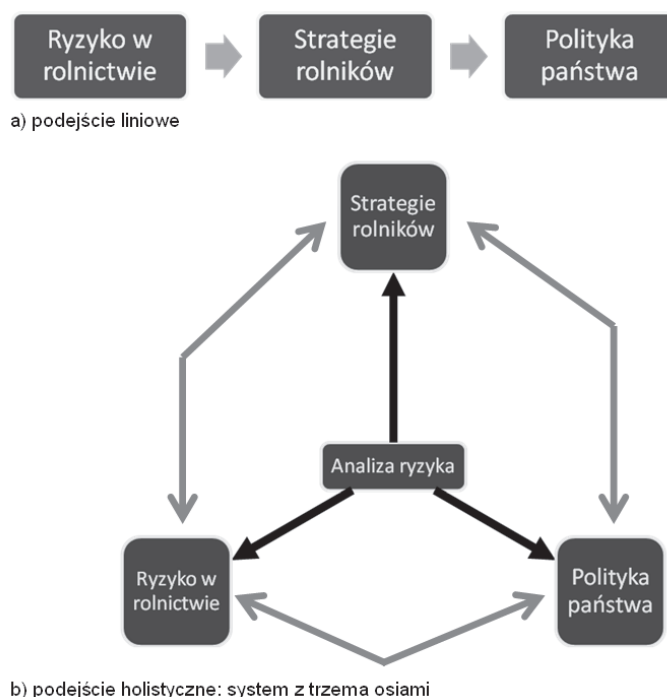 Ryzyko w
rolnictwie
Strategie
rolników
Polityka
państwa
a) podejście liniowe
Strategie
rolników
Analiza ryzyka
Ryzyko w
rolnictwie
Polityka
państwa
b) podejście holistyczne: system z trzema osiami